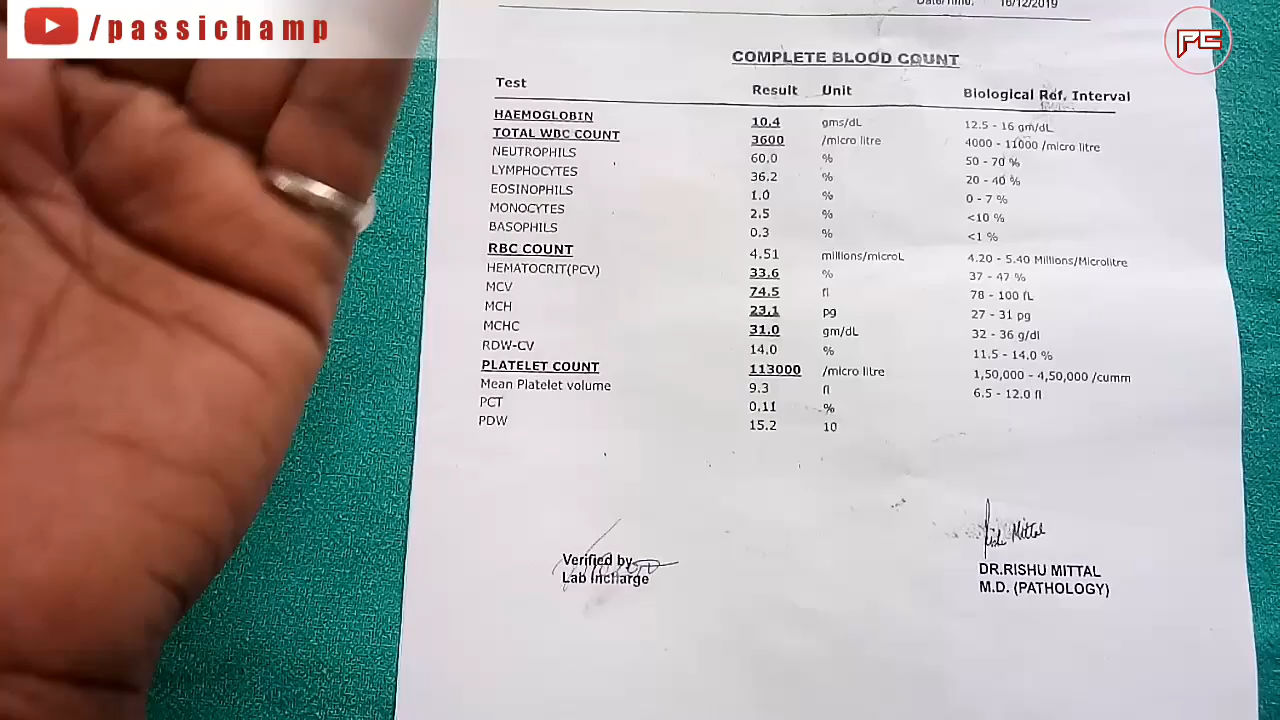 /passichamp
PE
Date/Time. 16/12/2019
COMPLETE BLOOD COUNT
Test Result Unit Biological Ref. Interval
HAEMOGLOBIN 10.4 gms/dL 12.5 - 16 gm/dL
TOTAL WBC COUNT 3600 /micro litre 4000 - 11000 /micro litre
NEUTROPHILS 60.0 % 50 - 70 %
LYMPHOCYTES 36.2 % 20 - 40 %
EOSINOPHILS 1.0 % 0 - 7 %
MONOCYTES 2.5 % <10 %
BASOPHILS 0.3 % <1 %
RBC COUNT 4.51 millions/microL 4.20 - 5.40 Millions/Microlitre
HEMATOCRIT(PCV) 33.6 % 37 - 47 %
MCV 74.5 fl 78 - 100 fL
MCH 23.1 pg 27 - 31 pg
MCHC 31.0 gm/dL 32 - 36 g/dl
RDW-CV 14.0 % 11.5 - 14.0 %
PLATELET COUNT 113000 /micro litre 1,50,000 - 4,50,000 /cumm
Mean Platelet volume 9.3 fl 6.5 - 12.0 fl
PCT 0.11 %
PDW 15.2 10
Mittal
Verified by
Lab Incharge
DR.RISHU MITTAL
M.D. (PATHOLOGY)